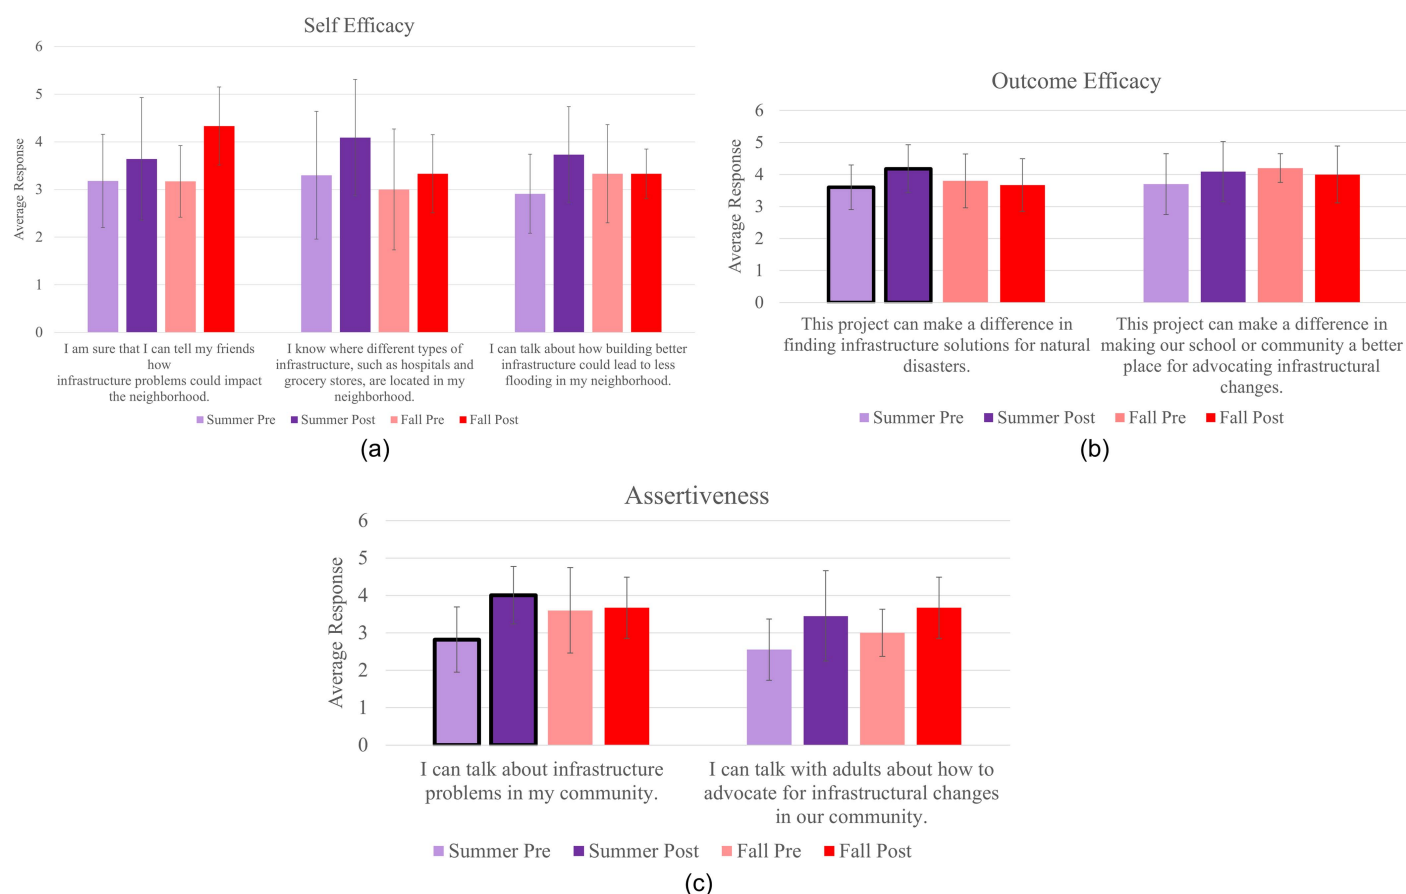 Self Efficacy
6
5
4
3
2
1
0
Average Response
I am sure that I can tell my friends
how
infrastructure problems could impact
the neighborhood.
I know where different types of
infrastructure, such as hospitals and
grocery stores, are located in my
neighborhood.
I can talk about how building better
infrastructure could lead to less
flooding in my neighborhood.
Summer Pre Summer Post Fall Pre Fall Post
(a)
Outcome Efficacy
6
5
4
3
2
1
0
Average Response
This project can make a difference in
finding infrastructure solutions for natural
disasters.
This project can make a difference in
making our school or community a better
place for advocating infrastructural
changes.
Summer Pre Summer Post Fall Pre Fall Post
(b)
Assertiveness
6
5
4
3
2
1
0
Average Response
I can talk about infrastructure
problems in my community.
I can talk with adults about how to
advocate for infrastructural changes
in our community.
Summer Pre Summer Post Fall Pre Fall Post
(c)